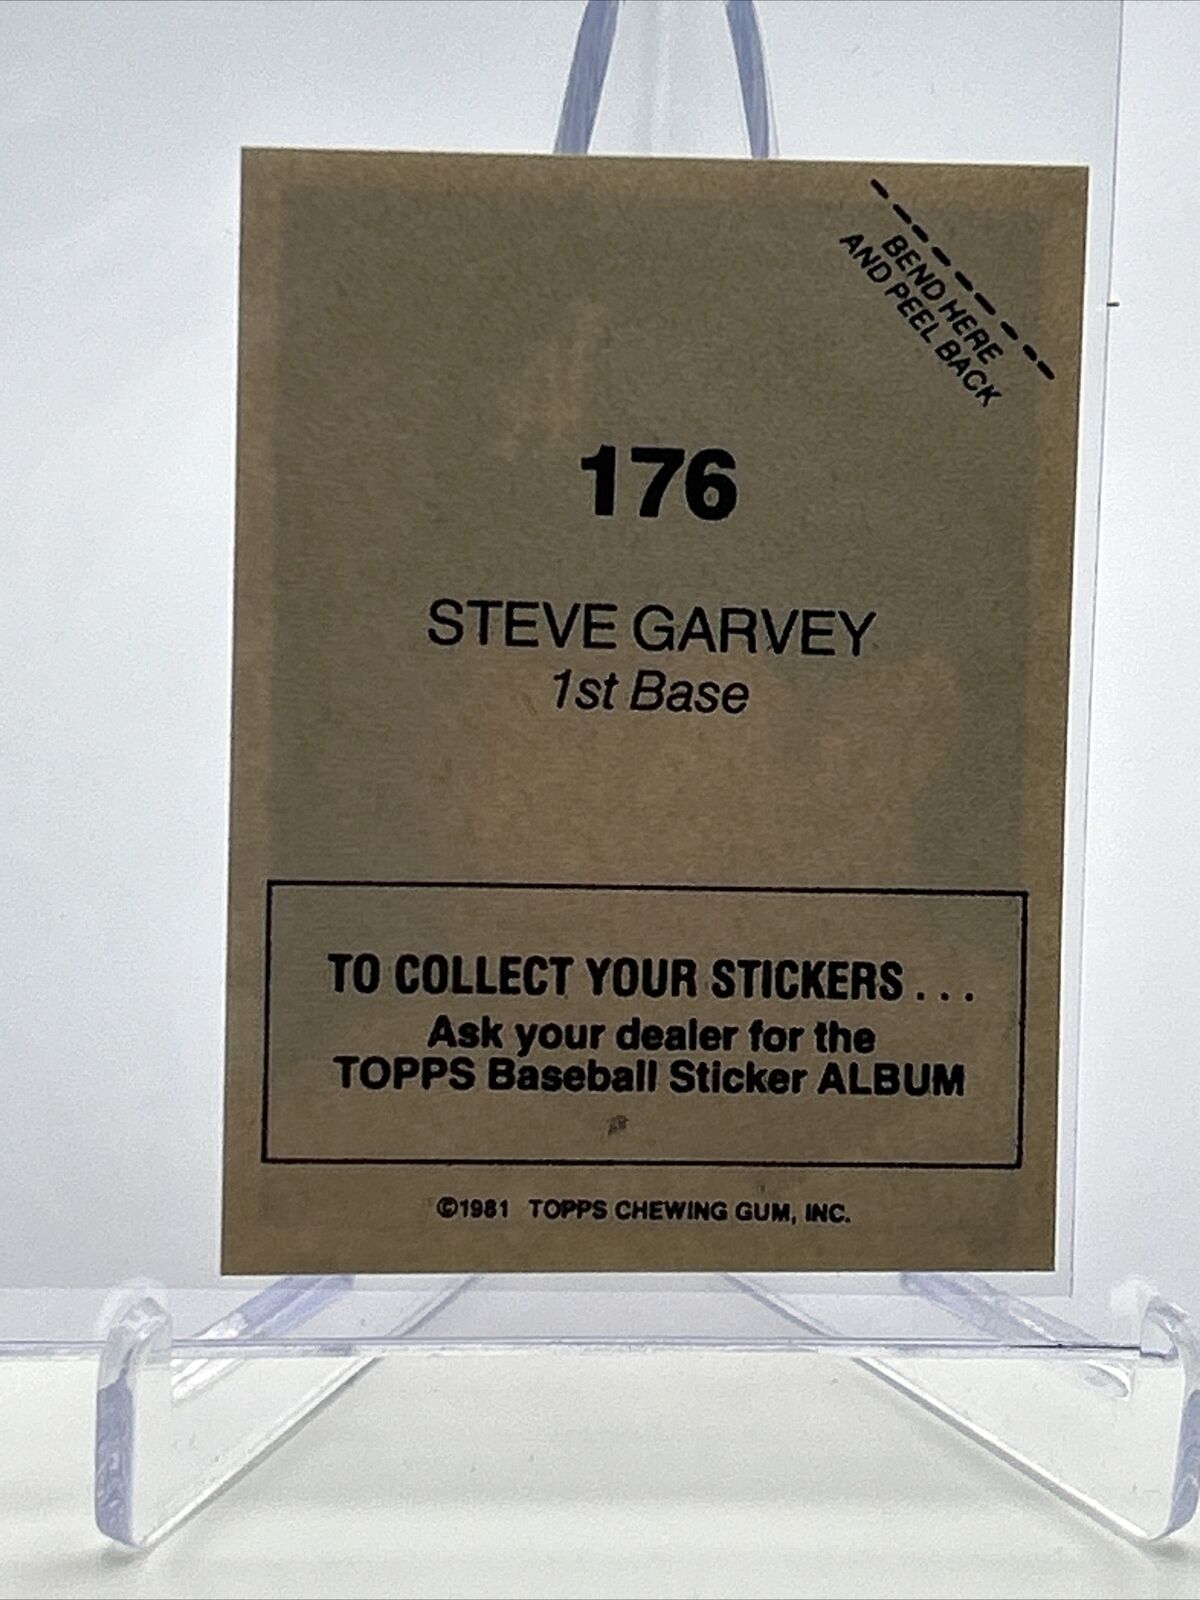 BEND HERE
AND PEEL BACK
176
STEVE GARVEY
1st Base
TO COLLECT YOUR STICKERS . . .
Ask your dealer for the
TOPPS Baseball Sticker ALBUM
©1981 TOPPS CHEWING GUM, INC.